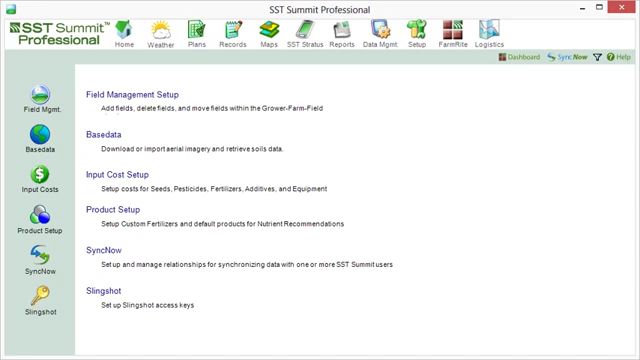 SST Summit Professional
SST Summit™
Professional
Home
Weather
Plans
Records
Maps
SST Status
Reports
Data Mgmt
Setup
FarmRite
Logistics
Dashboard
SyncNow
Help
Field Mgmt.
Basedata
Input Costs
Product Setup
SyncNow
Slingshot
Field Management Setup
Add fields, delete fields, and move fields within the Grower-Farm-Field
Basedata
Download or import aerial imagery and retrieve soils data.
Input Cost Setup
Setup costs for Seeds, Pesticides, Fertilizers, Additives, and Equipment
Product Setup
Setup Custom Fertilizers and default products for Nutrient Recommendations
SyncNow
Set up and manage relationships for synchronizing data with one or more SST Summit users
Slingshot
Set up Slingshot access keys